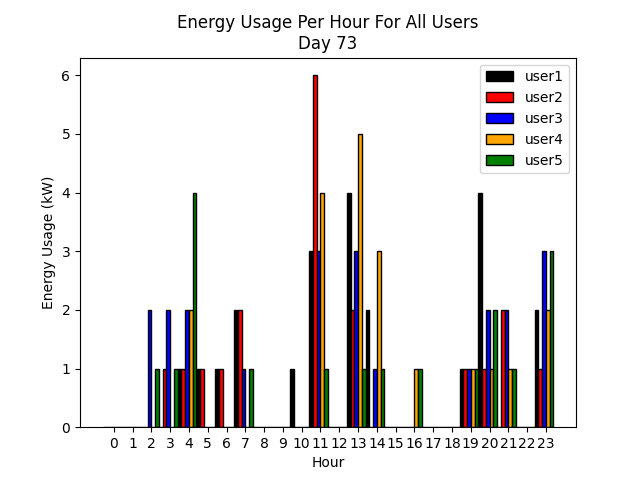 Energy Usage Per Hour For All Users
Day 73
user1
user2
user3
user4
user5
Energy Usage (kW)
6
5
4
3
2
1
0
0 1 2 3 4 5 6 7 8 9 10 11 12 13 14 15 16 17 18 19 20 21 22 23
Hour